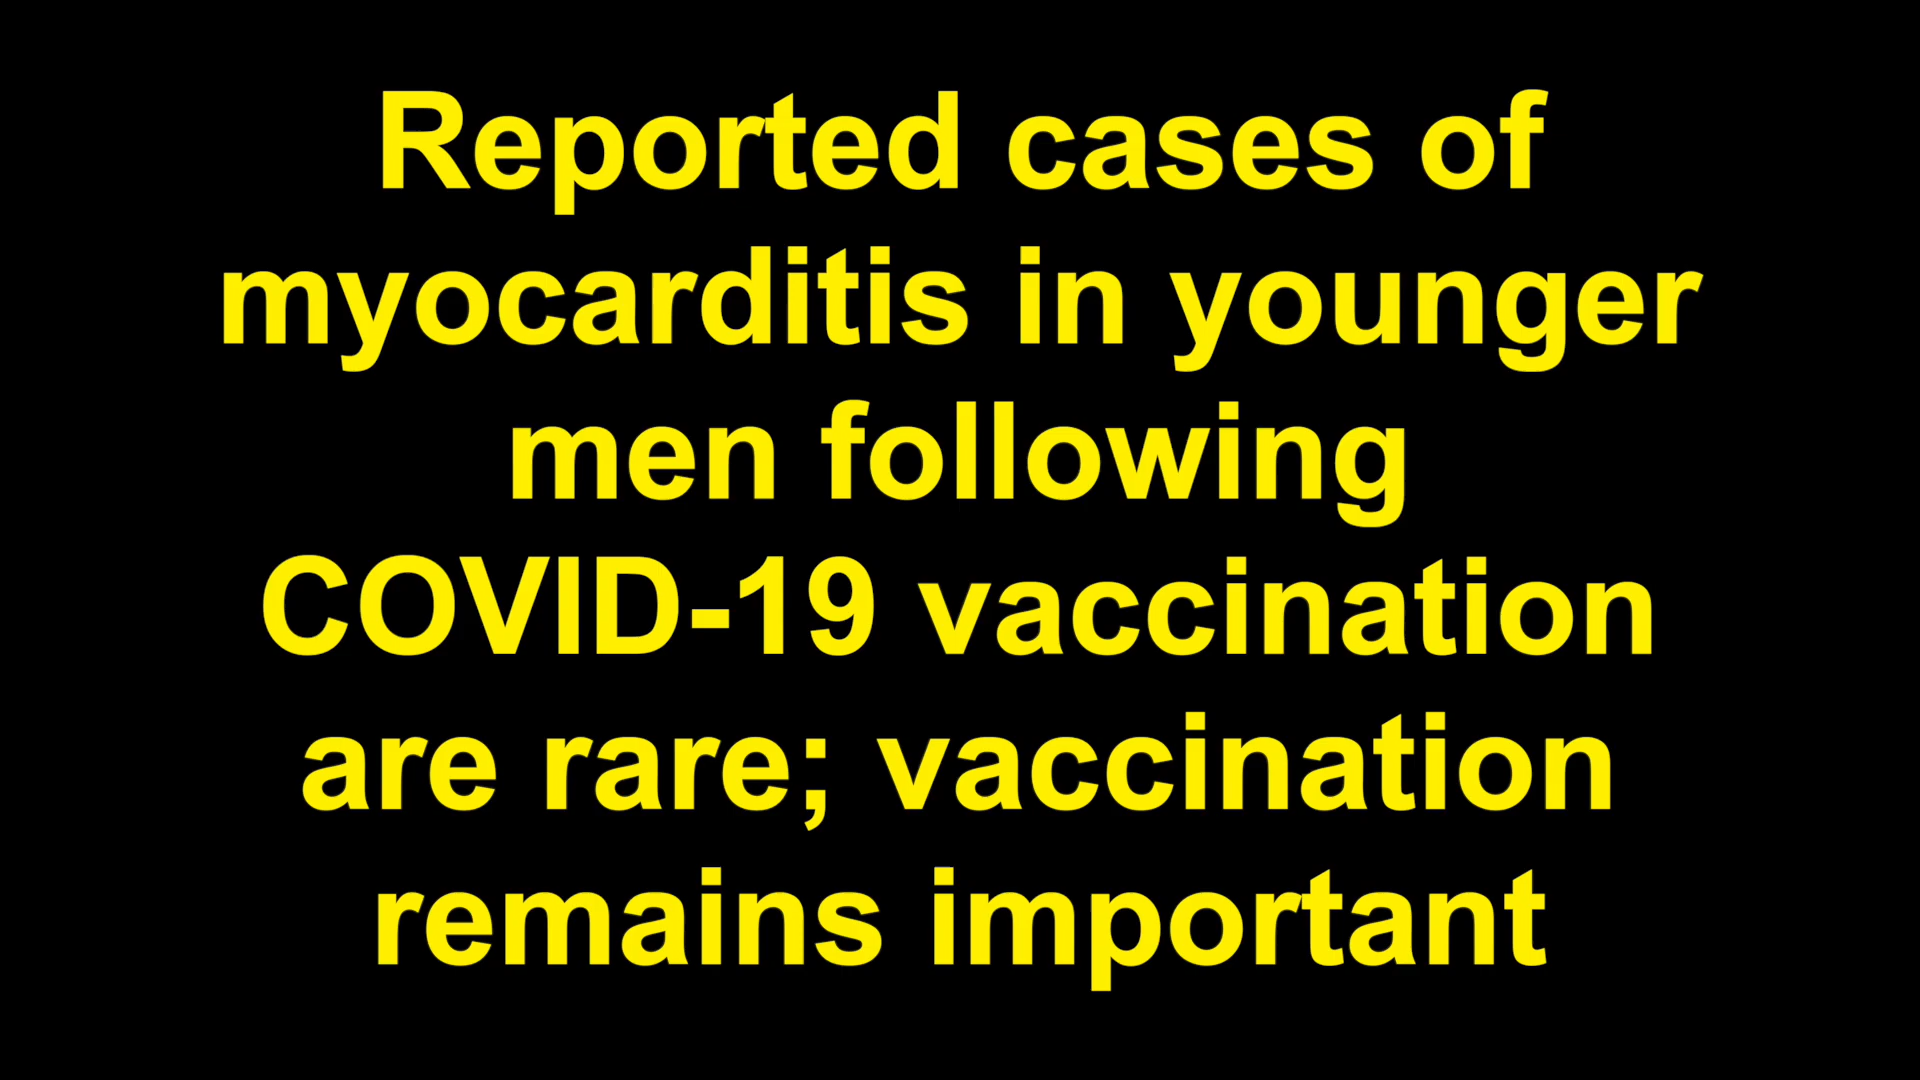 Reported cases of
myocarditis in younger
men following
COVID-19 vaccination
are rare; vaccination
remains important